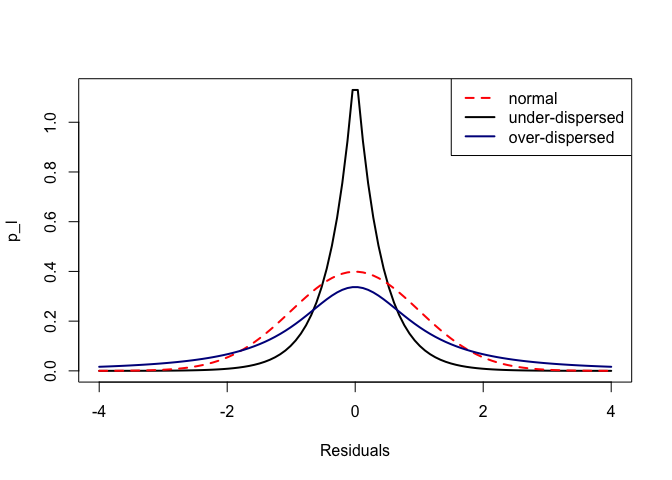 normal
under-dispersed
over-dispersed
p_l
1.0
0.8
0.6
0.4
0.2
0.0
-4 -2 0 2 4
Residuals